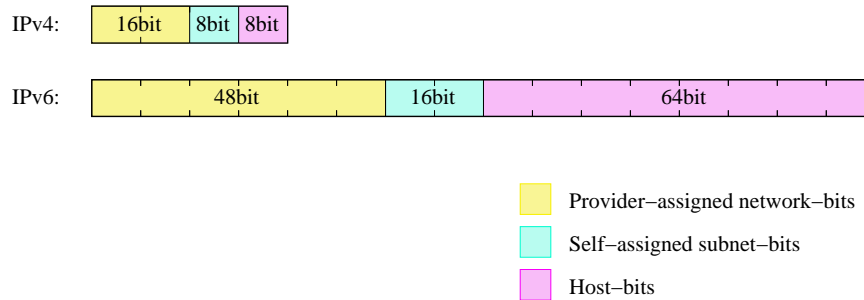 IPv4: 16bit 8bit 8bit
IPv6: 48bit 16bit 64bit
Provider−assigned network−bits
Self−assigned subnet−bits
Host−bits